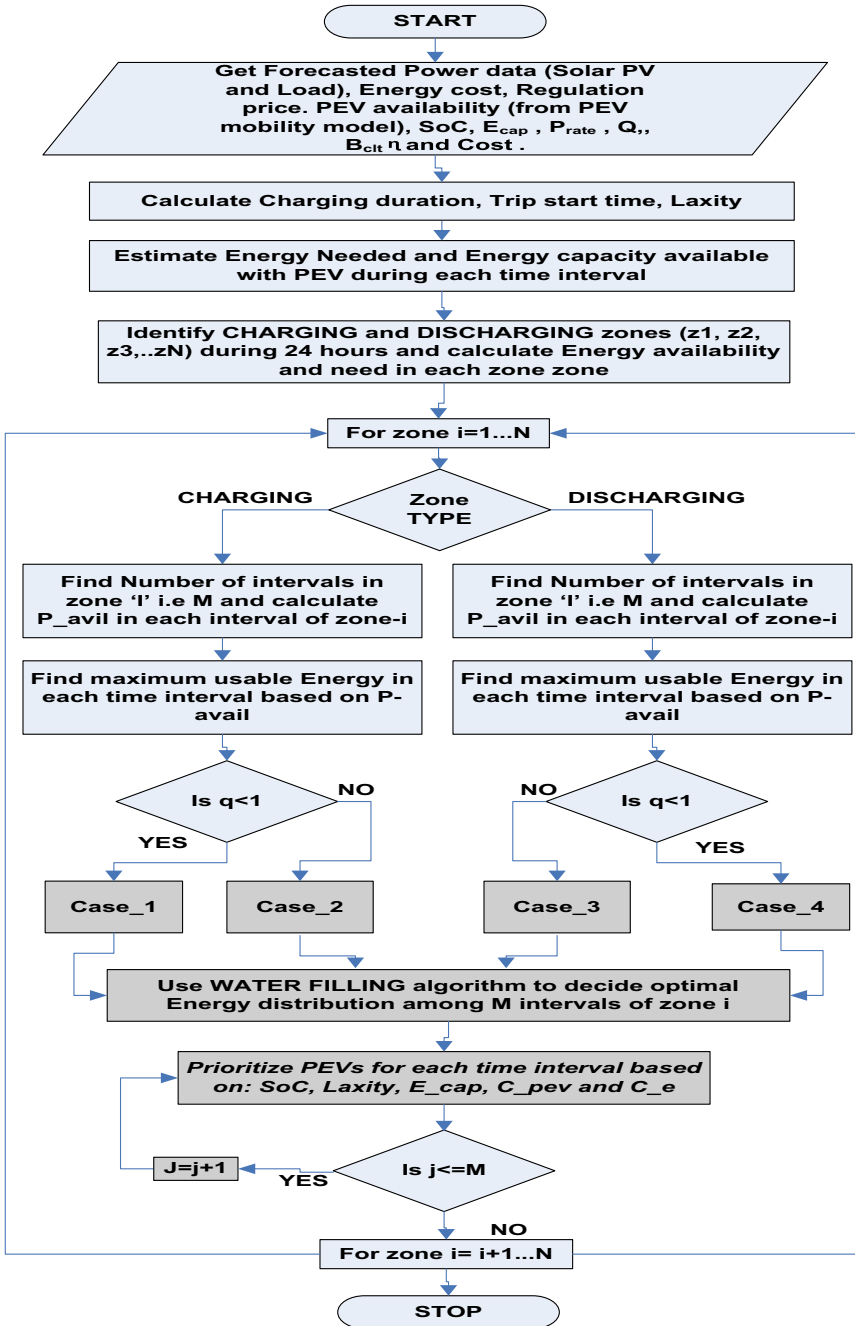 START
Get Forecasted Power data (Solar PV
and Load), Energy cost, Regulation
price. PEV availability (from PEV
mobility model), SoC, E_cap , P_rate , Q,,
B_clt η and Cost .
Calculate Charging duration, Trip start time, Laxity
Estimate Energy Needed and Energy capacity available
with PEV during each time interval
Identify CHARGING and DISCHARGING zones (z1, z2,
z3,..zN) during 24 hours and calculate Energy availability
and need in each zone zone
For zone i=1...N
CHARGING
Zone
TYPE
DISCHARGING
Find Number of intervals in
zone ‘I’ i.e M and calculate
P_avil in each interval of zone-i
Find Number of intervals in
zone ‘I’ i.e M and calculate
P_avil in each interval of zone-i
Find maximum usable Energy in
each time interval based on P-
avail
Find maximum usable Energy in
each time interval based on P-
avail
Is q<1
NO
YES
NO
Is q<1
YES
Case_1
Case_2
Case_3
Case_4
Use WATER FILLING algorithm to decide optimal
Energy distribution among M intervals of zone i
Prioritize PEVs for each time interval based
on: SoC, Laxity, E_cap, C_pev and C_e
J=j+1
YES
Is j<=M
NO
For zone i= i+1...N
STOP